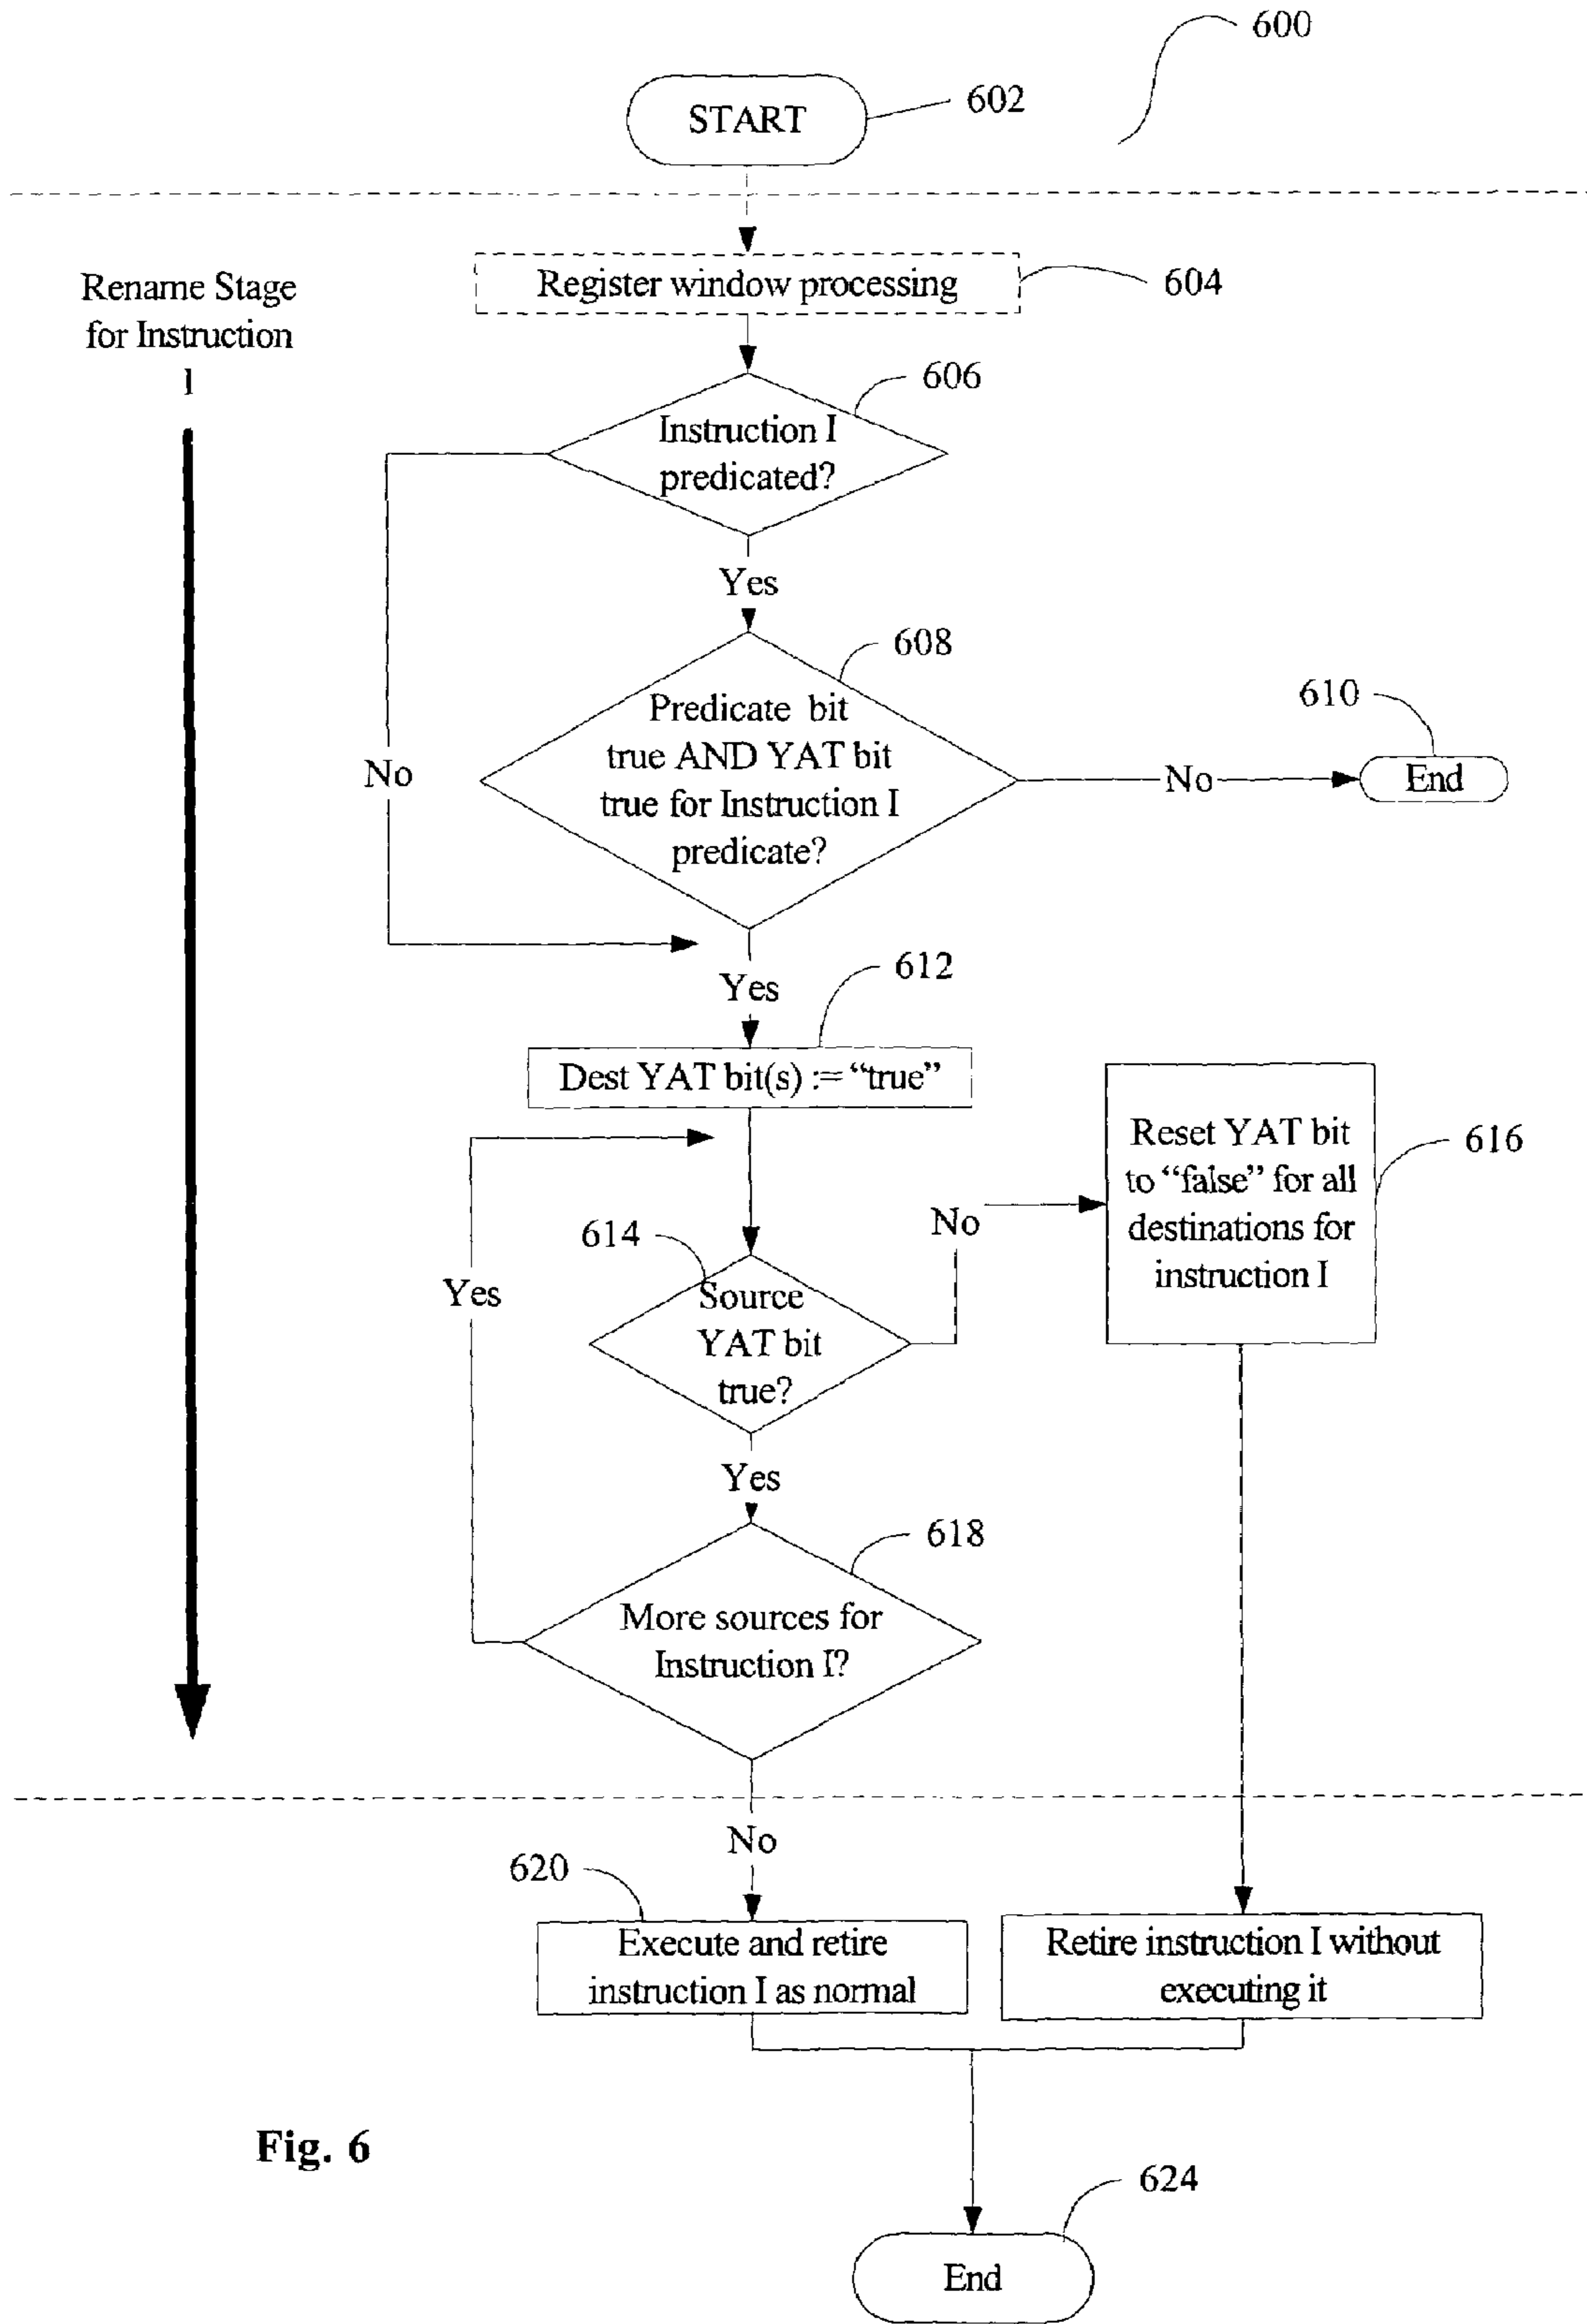 600
START
602
Register window processing
604
Rename Stage
for Instruction
I
606
Instruction I
predicated?
Yes
608
Predicate bit
true AND YAT bit
true for Instruction I
predicate?
610
No
No
End
Yes
612
Dest YAT bit(s) := “true”
Reset YAT bit
to “false” for all
destinations for
instruction I
616
614
No
Yes
Source
YAT bit
true?
Yes
618
More sources for
Instruction I?
No
620
Execute and retire
instruction I as normal
Retire instruction I without
executing it
Fig. 6
624
End